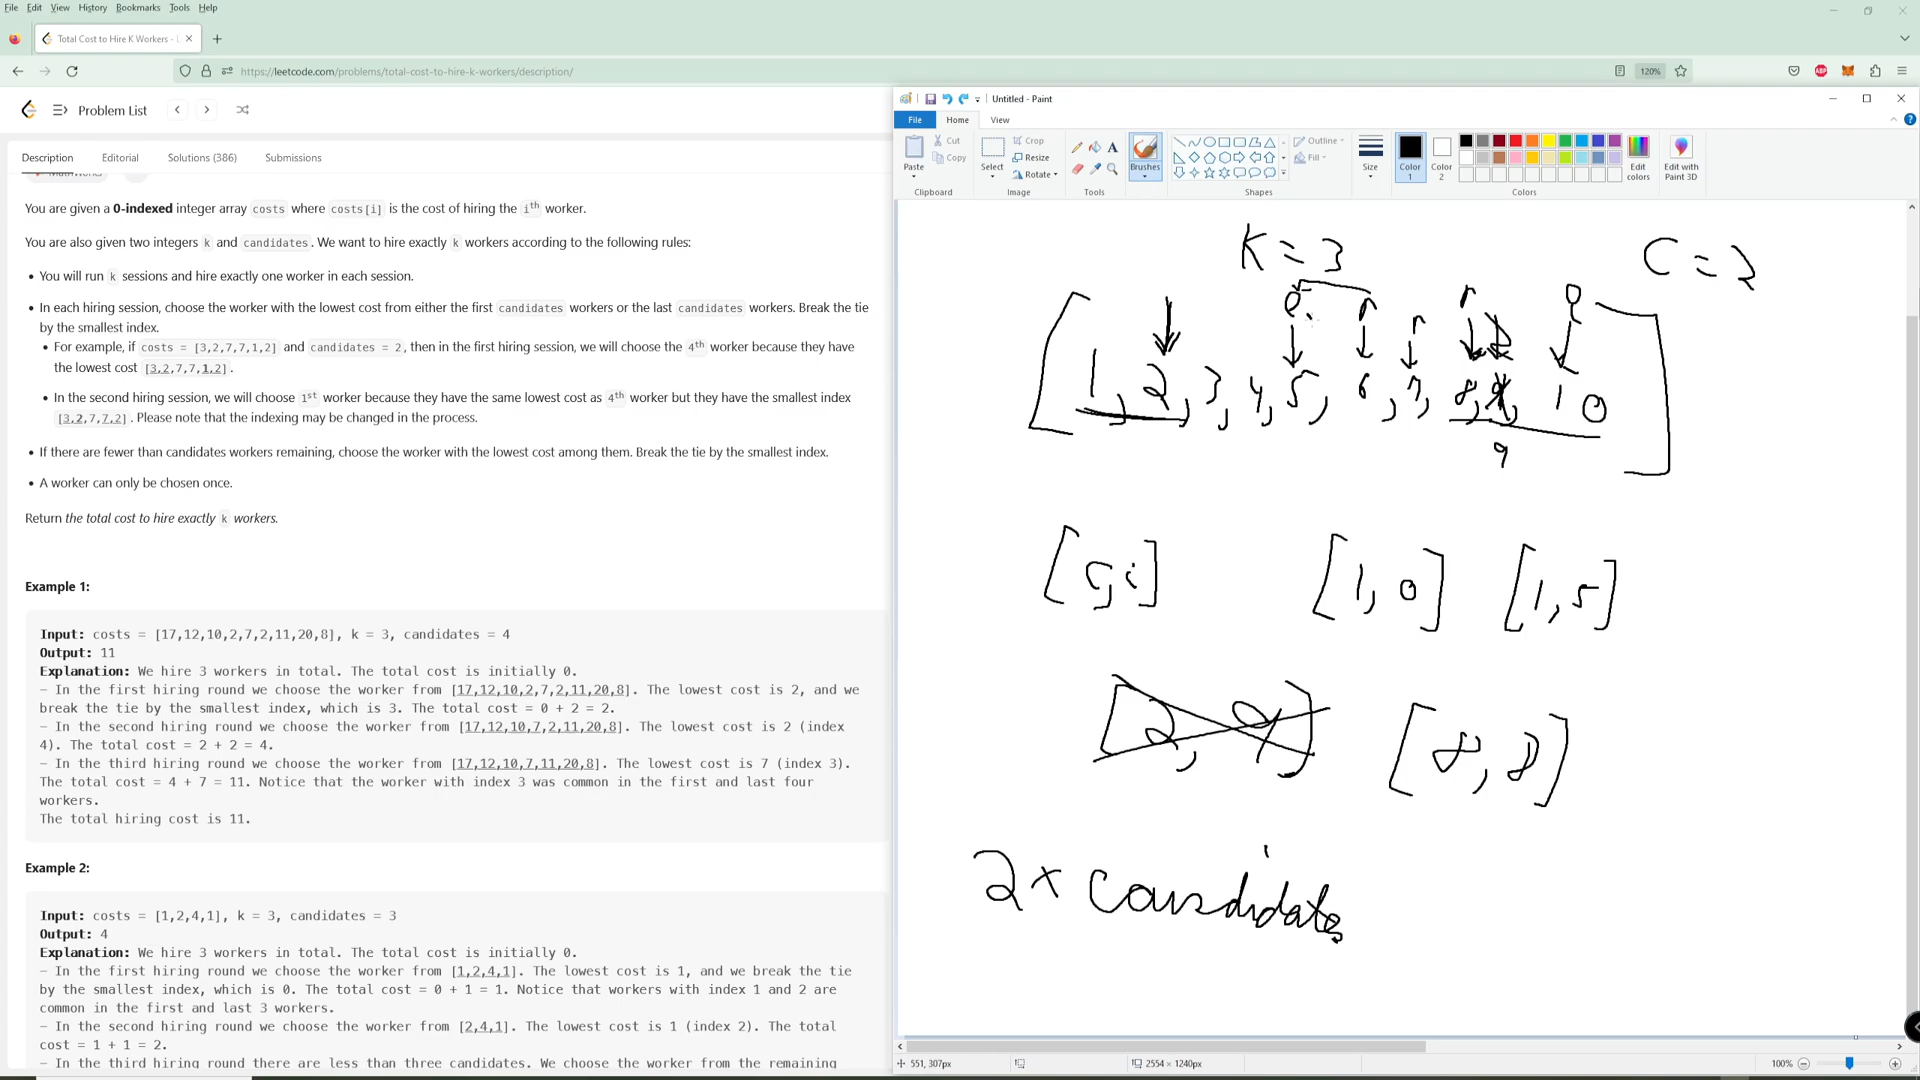 File Edit View History Bookmarks Tools Help
Total Cost to Hire K Workers - L
https://leetcode.com/problems/total-cost-to-hire-k-workers/description/
120%
ABP
Problem List
Description Editorial Solutions (386) Submissions
You are given a 0-indexed integer array costs where costs[i] is the cost of hiring the iᵗʰ worker.
You are also given two integers k and candidates. We want to hire exactly k workers according to the following rules:
• You will run k sessions and hire exactly one worker in each session.
• In each hiring session, choose the worker with the lowest cost from either the first candidates workers or the last candidates workers. Break the tie
by the smallest index.
• For example, if costs = [3,2,7,7,1,2] and candidates = 2, then in the first hiring session, we will choose the 4ᵗʰ worker because they have
the lowest cost [3,2,7,7,1,2].
• In the second hiring session, we will choose 1ˢᵗ worker because they have the same lowest cost as 4ᵗʰ worker but they have the smallest index
[3,2,7,7,2]. Please note that the indexing may be changed in the process.
• If there are fewer than candidates workers remaining, choose the worker with the lowest cost among them. Break the tie by the smallest index.
• A worker can only be chosen once.
Return the total cost to hire exactly k workers.
Example 1:
Input: costs = [17,12,10,2,7,2,11,20,8], k = 3, candidates = 4
Output: 11
Explanation: We hire 3 workers in total. The total cost is initially 0.
- In the first hiring round we choose the worker from [17,12,10,2,7,2,11,20,8]. The lowest cost is 2, and we
break the tie by the smallest index, which is 3. The total cost = 0 + 2 = 2.
- In the second hiring round we choose the worker from [17,12,10,7,2,11,20,8]. The lowest cost is 2 (index
4). The total cost = 2 + 2 = 4.
- In the third hiring round we choose the worker from [17,12,10,7,11,20,8]. The lowest cost is 7 (index 3).
The total cost = 4 + 7 = 11. Notice that the worker with index 3 was common in the first and last four
workers.
The total hiring cost is 11.
Example 2:
Input: costs = [1,2,4,1], k = 3, candidates = 3
Output: 4
Explanation: We hire 3 workers in total. The total cost is initially 0.
- In the first hiring round we choose the worker from [1,2,4,1]. The lowest cost is 1, and we break the tie
by the smallest index, which is 0. The total cost = 0 + 1 = 1. Notice that workers with index 1 and 2 are
common in the first and last 3 workers.
- In the second hiring round we choose the worker from [2,4,1]. The lowest cost is 1 (index 2). The total
cost = 1 + 1 = 2.
- In the third hiring round there are less than three candidates. We choose the worker from the remaining
Untitled - Paint
File Home View
Paste Cut Copy
Clipboard
Select Crop Resize Rotate
Image
Tools
Brushes
Outline Fill
Shapes
Size
Color 1
Color 2
Edit colors
Colors
Edit with Paint 3D
K = 3
C = 2
r r r
1, 2, 3, 4, 5, 6, 7, 8, 10
9
[c, i] [1, 0] [1, 5]
[8, 8]
2 x candidates
551, 307px
2554 × 1240px
100%